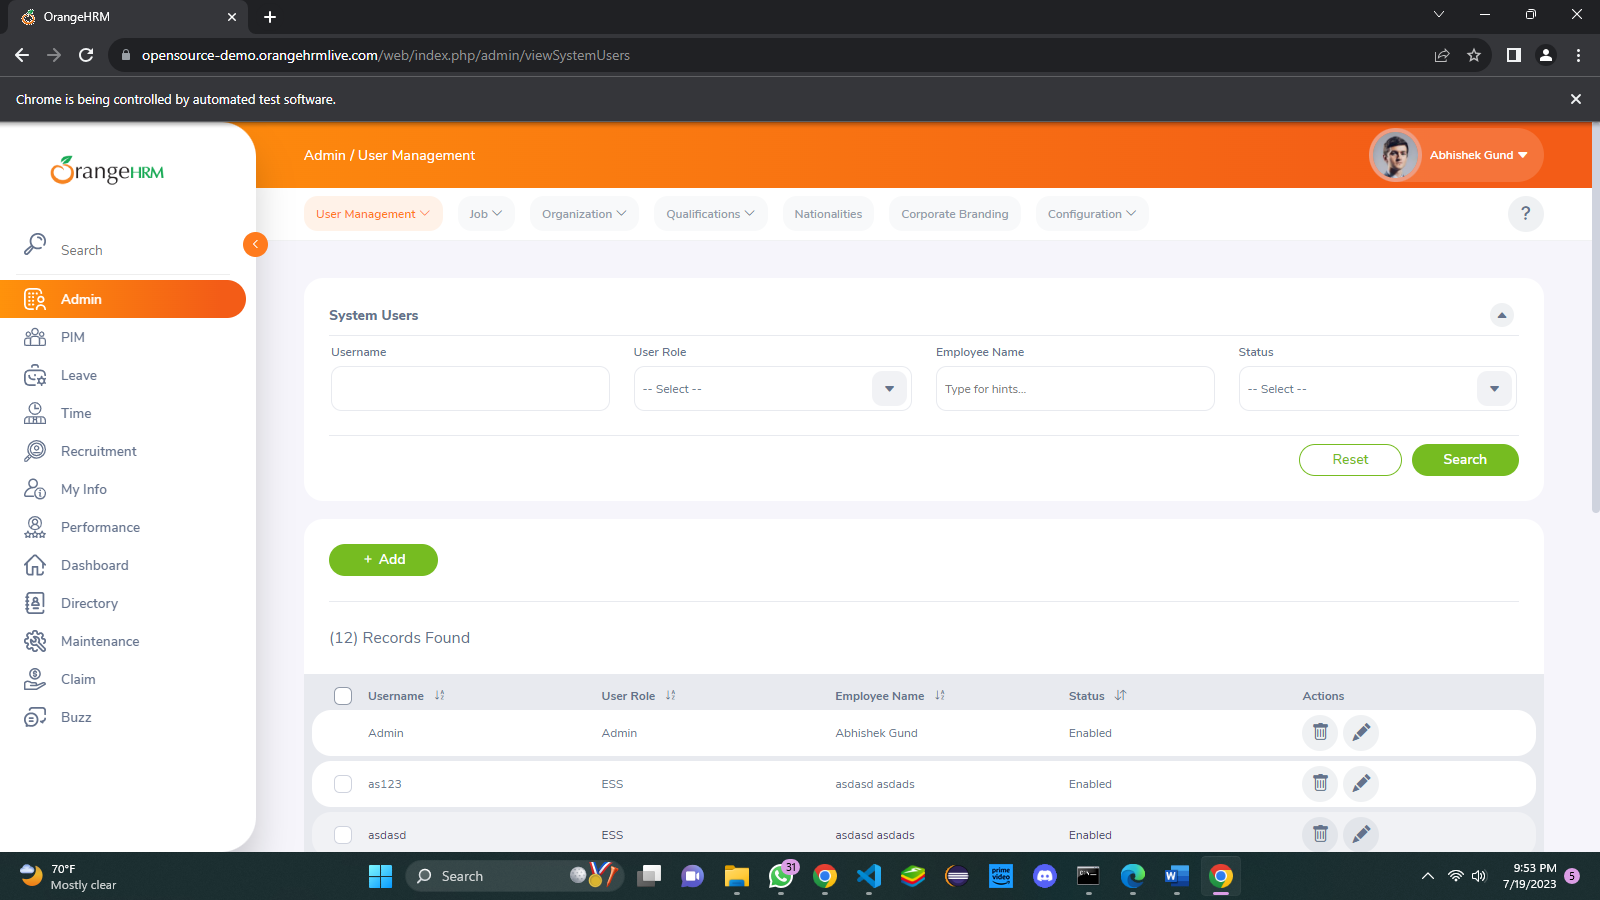 OrangeHRM
opensource-demo.orangehrmlive.com/web/index.php/admin/viewSystemUsers
Chrome is being controlled by automated test software.
OrangeHRM
Admin / User Management
Abhishek Gund
User Management
Job
Organization
Qualifications
Nationalities
Corporate Branding
Configuration
?
Search
Admin
PIM
Leave
Time
Recruitment
My Info
Performance
Dashboard
Directory
Maintenance
Claim
Buzz
System Users
Username
User Role
Employee Name
Status
-- Select --
Type for hints...
-- Select --
Reset
Search
+ Add
(12) Records Found
Username
User Role
Employee Name
Status
Actions
Admin Admin Abhishek Gund Enabled
as123 ESS asdasd asdads Enabled
asdasd ESS asdasd asdads Enabled
70°F
Mostly clear
Search
31
prime video
9:53 PM
7/19/2023
5